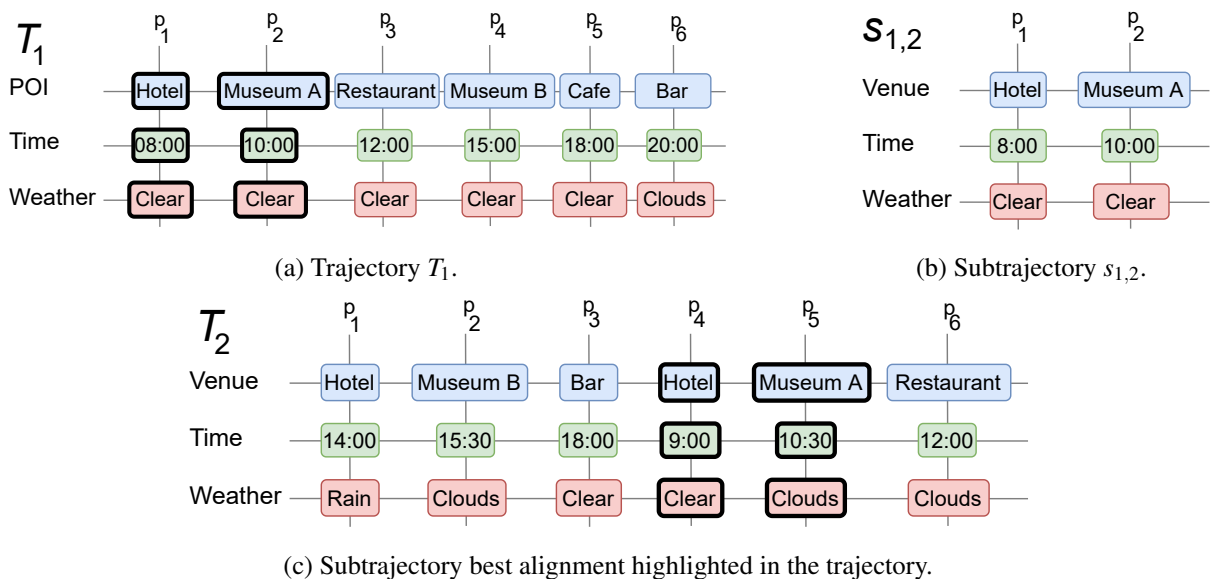 T1 p1 p2 p3 p4 p5 p6
POI Hotel Museum A Restaurant Museum B Cafe Bar
Time 08:00 10:00 12:00 15:00 18:00 20:00
Weather Clear Clear Clear Clear Clear Clouds
(a) Trajectory T1.
s1,2 p1 p2
Venue Hotel Museum A
Time 8:00 10:00
Weather Clear Clear
(b) Subtrajectory s1,2.
T2 p1 p2 p3 p4 p5 p6
Venue Hotel Museum B Bar Hotel Museum A Restaurant
Time 14:00 15:30 18:00 9:00 10:30 12:00
Weather Rain Clouds Clear Clear Clouds Clouds
(c) Subtrajectory best alignment highlighted in the trajectory.